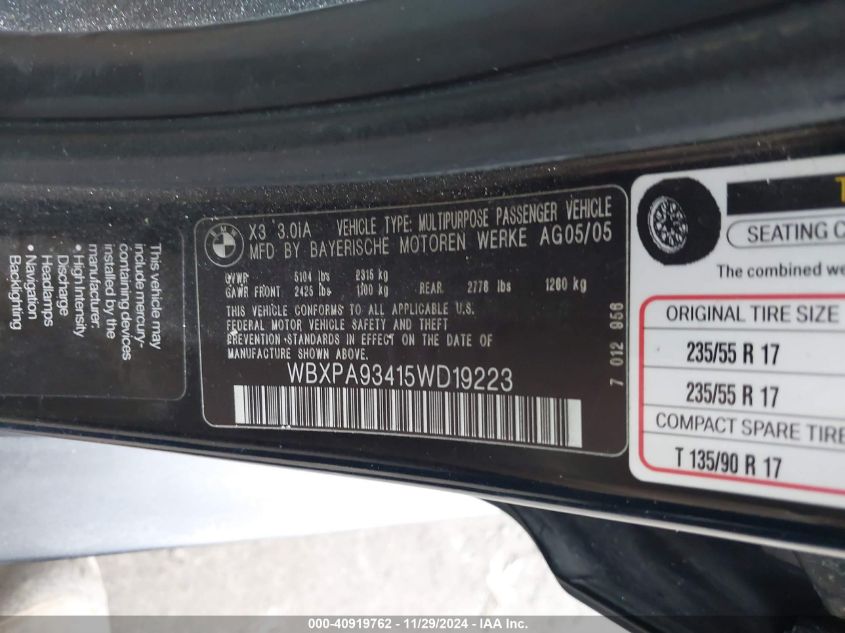 This vehicle may
include mercury-
containing devices
installed by the
manufacturer.
• High Intensity
Discharge
Headlamps
• Navigation
Backlighting
BMW
X3 3.0IA VEHICLE TYPE: MULTIPURPOSE PASSENGER VEHICLE
MFD BY BAYERISCHE MOTOREN WERKE AG05/05
GVWR 5104 lbs 2315 kg
GAWR FRONT 2425 lbs 1100 kg REAR 2778 lbs 1260 kg
THIS VEHICLE CONFORMS TO ALL APPLICABLE U.S.
FEDERAL MOTOR VEHICLE SAFETY AND THEFT
PREVENTION STANDARDS IN EFFECT ON DATE OF
MANUFACTURE SHOWN ABOVE.
WBXPA93415WD19223
7 012 956
SEATING C
The combined we
ORIGINAL TIRE SIZE
235/55 R 17
235/55 R 17
COMPACT SPARE TIRE
T 135/90 R 17
000-40919762 - 11/29/2024 - IAA Inc.